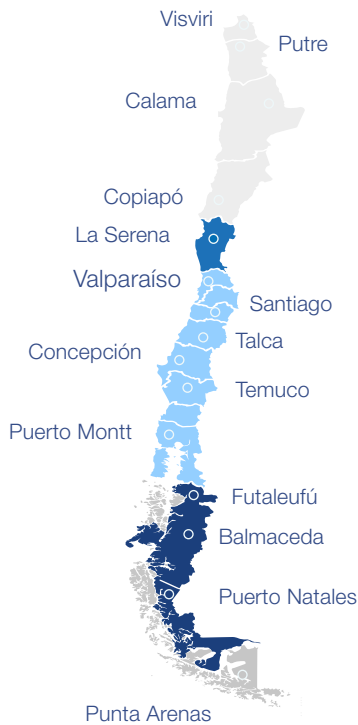 Visviri
Putre
Calama
Copiapó
La Serena
Valparaíso
Santiago
Talca
Concepción
Temuco
Puerto Montt
Futaleufú
Balmaceda
Puerto Natales
Punta Arenas